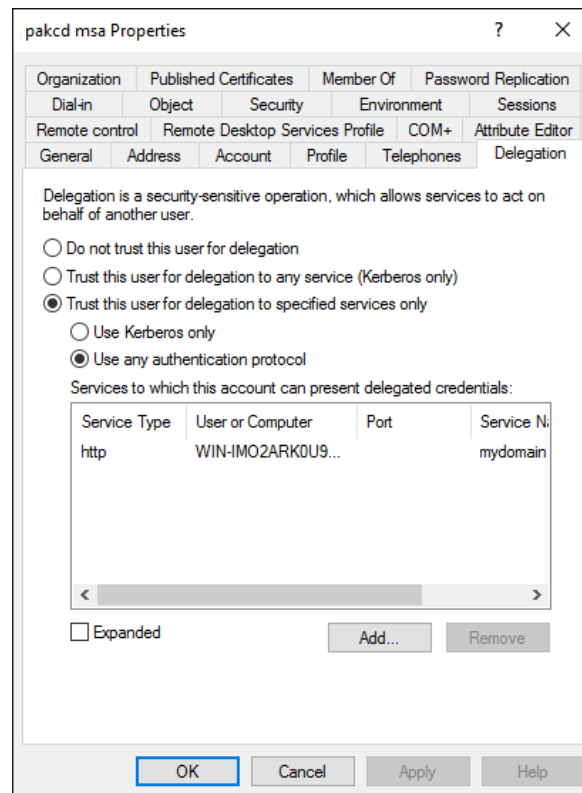 pakcd msa Properties ?
Organization Published Certificates Member Of Password Replication
Dial-in Object Security Environment Sessions
Remote control Remote Desktop Services Profile COM+ Attribute Editor
General Address Account Profile Telephones Delegation
Delegation is a security-sensitive operation, which allows services to act on
behalf of another user.
Do not trust this user for delegation
Trust this user for delegation to any service (Kerberos only)
Trust this user for delegation to specified services only
Use Kerberos only
Use any authentication protocol
Services to which this account can present delegated credentials:
Service Type User or Computer Port Service Na
http WIN-IMO2ARK0U9... mydomain
Expanded Add... Remove
OK Cancel Apply Help